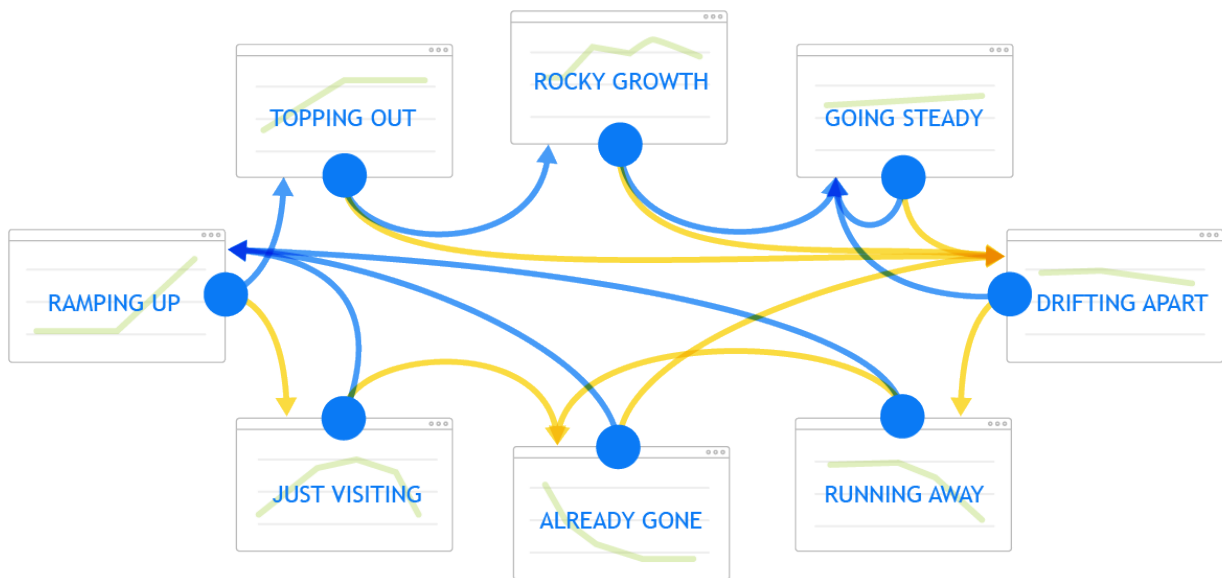 ROCKY GROWTH
TOPPING OUT
GOING STEADY
RAMPING UP
DRIFTING APART
JUST VISITING
ALREADY GONE
RUNNING AWAY